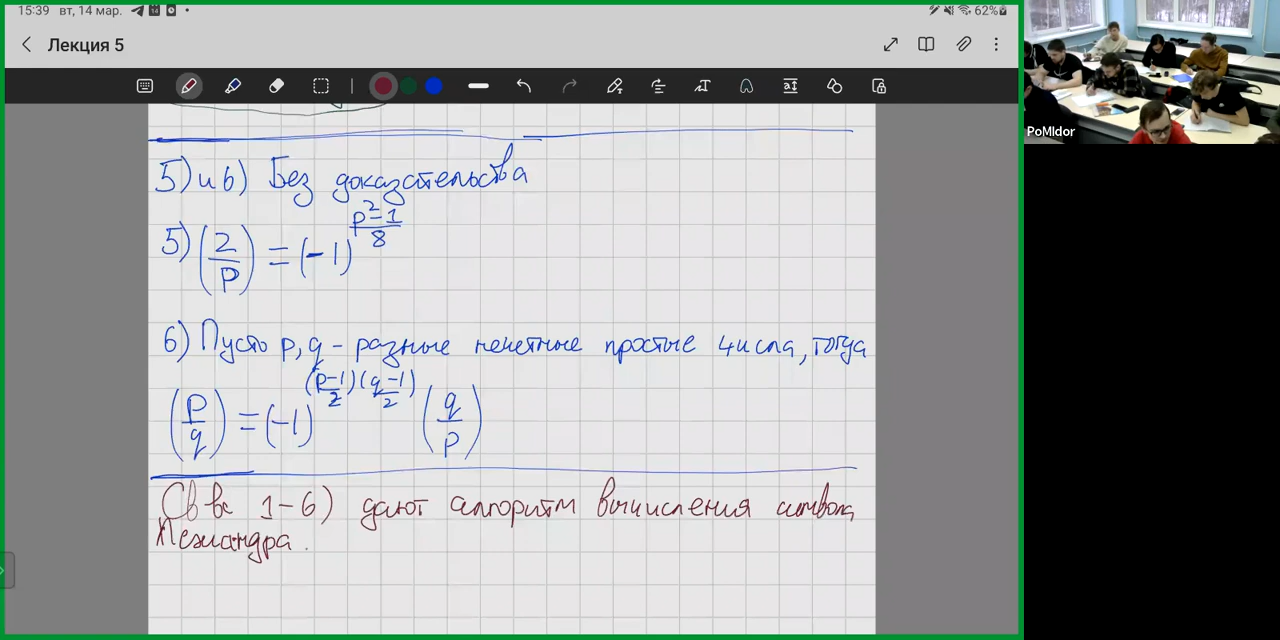 15:39 вт, 14 мар.
62%
Лекция 5
PoMIdor
5) и 6) Без доказательства
5) (2/p) = (-1)^((p²-1)/8)
6) Пусть p, q - разные нечетные простые числа, тогда
(p/q) = (-1)^(((p-1)/2)((q-1)/2)) (q/p)
Св-ва 1-6) дают алгоритм вычисления символа
Лежандра.